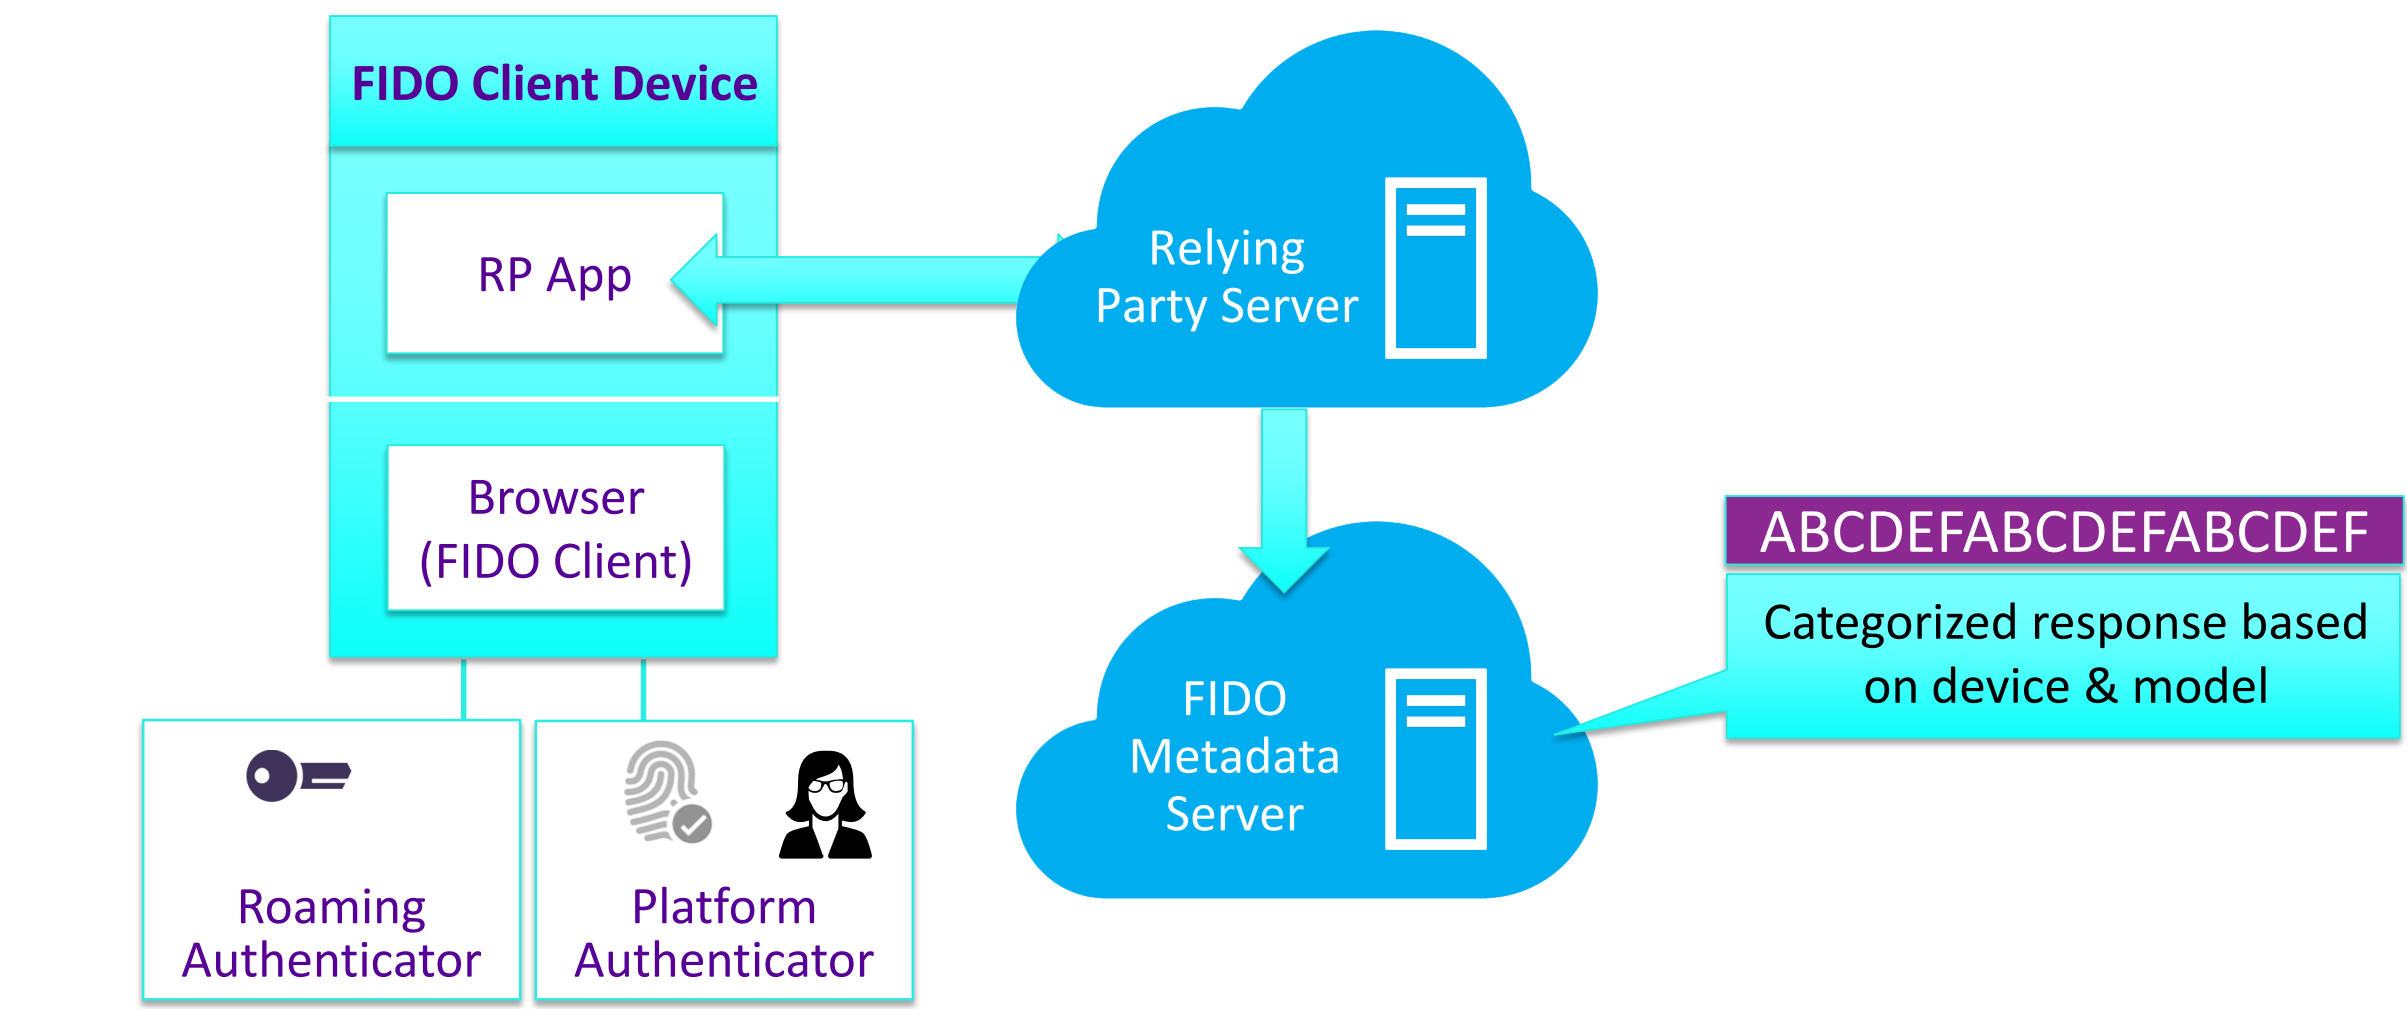 FIDO Client Device
RP App
Browser
(FIDO Client)
Roaming
Authenticator
Platform
Authenticator
Relying
Party Server
FIDO
Metadata
Server
ABCDEFABCDEFABCDEF
Categorized response based
on device & model